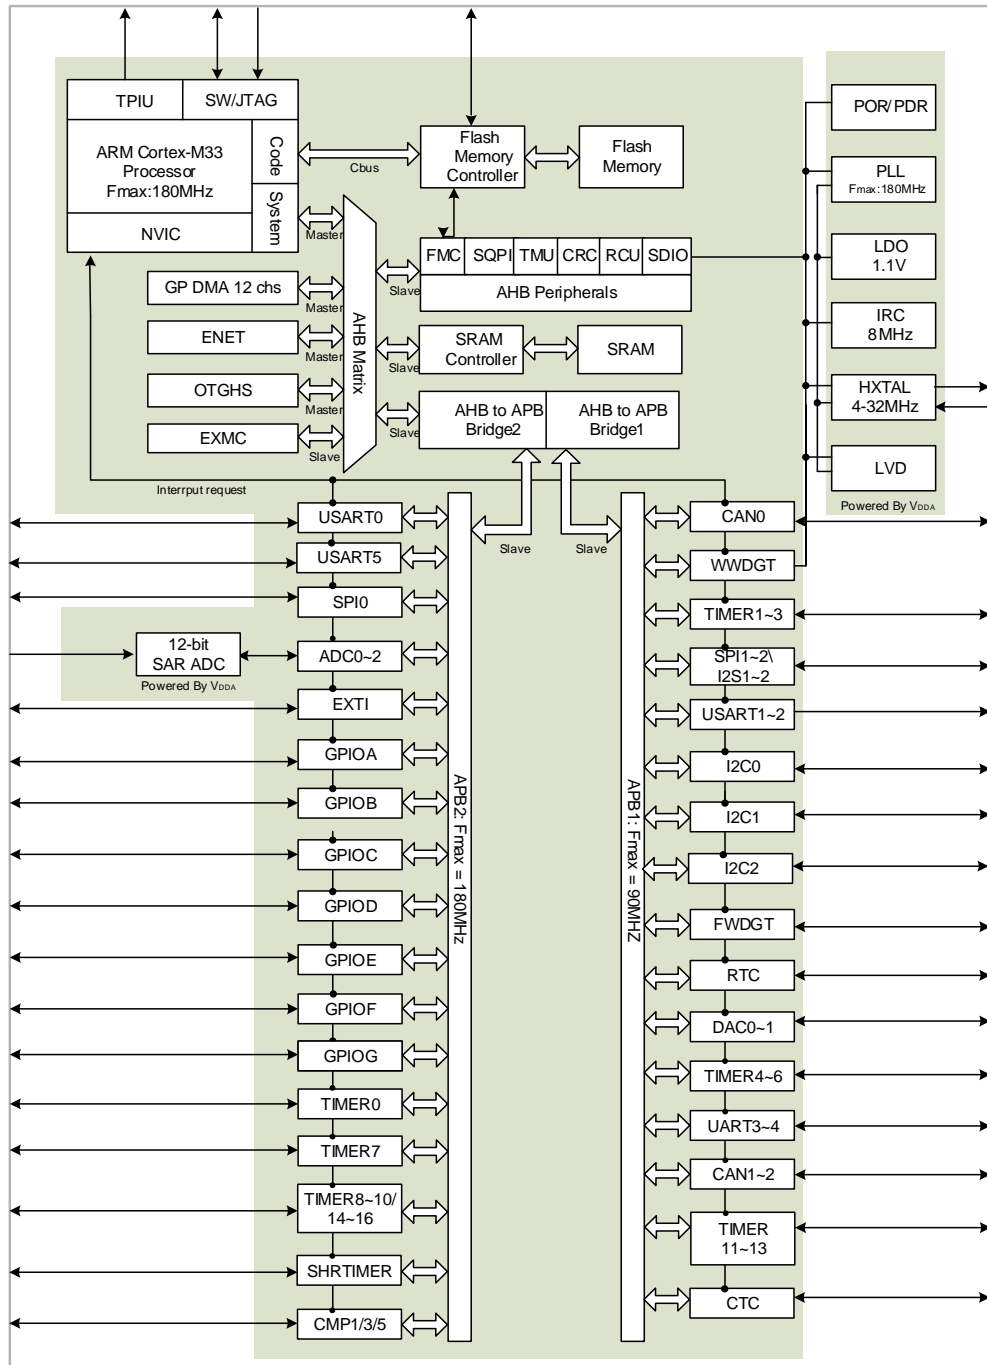 TPIU
SW/JTAG
ARM Cortex-M33
Processor
Fmax:180MHz
Code
System
NVIC
Cbus
Flash
Memory
Controller
Flash
Memory
POR/PDR
PLL
Fmax:180MHz
LDO
1.1V
IRC
8MHz
HXTAL
4-32MHz
LVD
Powered By VDDA
Master
GP DMA 12 chs
Master
ENET
Master
OTGHS
Master
EXMC
Slave
AHB Matrix
Slave
FMC
SQPI
TMU
CRC
RCU
SDIO
AHB Peripherals
Slave
SRAM
Controller
SRAM
Slave
AHB to APB
Bridge2
AHB to APB
Bridge1
Interrput request
Slave
Slave
USART0
USART5
SPI0
12-bit
SAR ADC
Powered By VDDA
ADC0~2
EXTI
GPIOA
GPIOB
GPIOC
GPIOD
GPIOE
GPIOF
GPIOG
TIMER0
TIMER7
TIMER8~10/
14~16
SHRTIMER
CMP1/3/5
APB2: Fmax = 180MHz
APB1: Fmax = 90MHZ
CAN0
WWDGT
TIMER1~3
SPI1~2\
I2S1~2
USART1~2
I2C0
I2C1
I2C2
FWDGT
RTC
DAC0~1
TIMER4~6
UART3~4
CAN1~2
TIMER
11~13
CTC